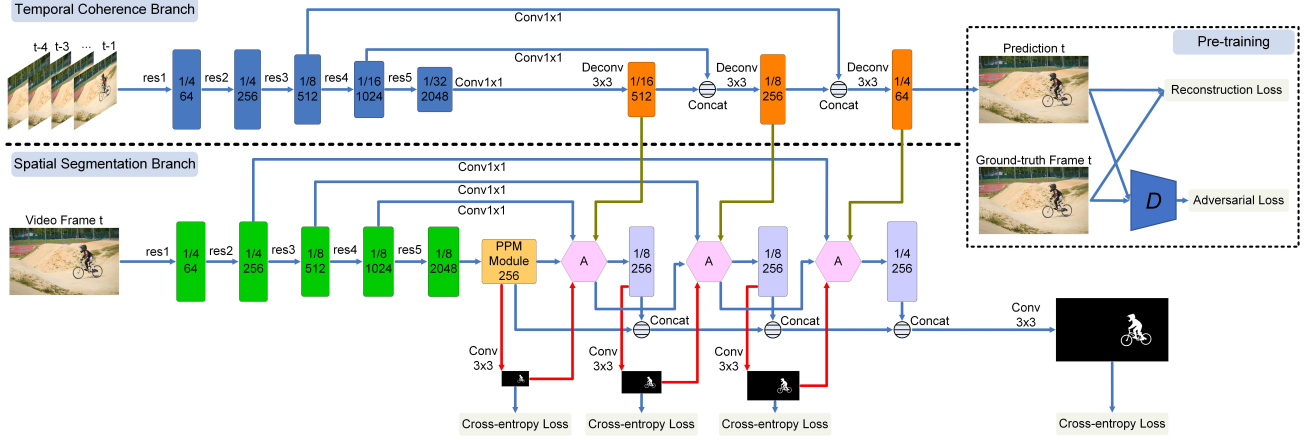 Temporal Coherence Branch
t-4
t-3
...
t-1
res1
1/4
64
res2
1/4
256
res3
1/8
512
res4
1/16
1024
res5
1/32
2048
Conv1x1
Conv1x1
Conv1x1
Deconv
3x3
1/16
512
Concat
Deconv
3x3
1/8
256
Concat
Deconv
3x3
1/4
64
Pre-training
Prediction t
Reconstruction Loss
Ground-truth Frame t
D
Adversarial Loss
Spatial Segmentation Branch
Conv1x1
Conv1x1
Conv1x1
Video Frame t
res1
1/4
64
res2
1/4
256
res3
1/8
512
res4
1/8
1024
res5
1/8
2048
PPM
Module
256
A
1/8
256
A
1/8
256
A
1/4
256
Concat
Concat
Concat
Conv
3x3
Conv
3x3
Conv
3x3
Conv
3x3
Cross-entropy Loss
Cross-entropy Loss
Cross-entropy Loss
Cross-entropy Loss